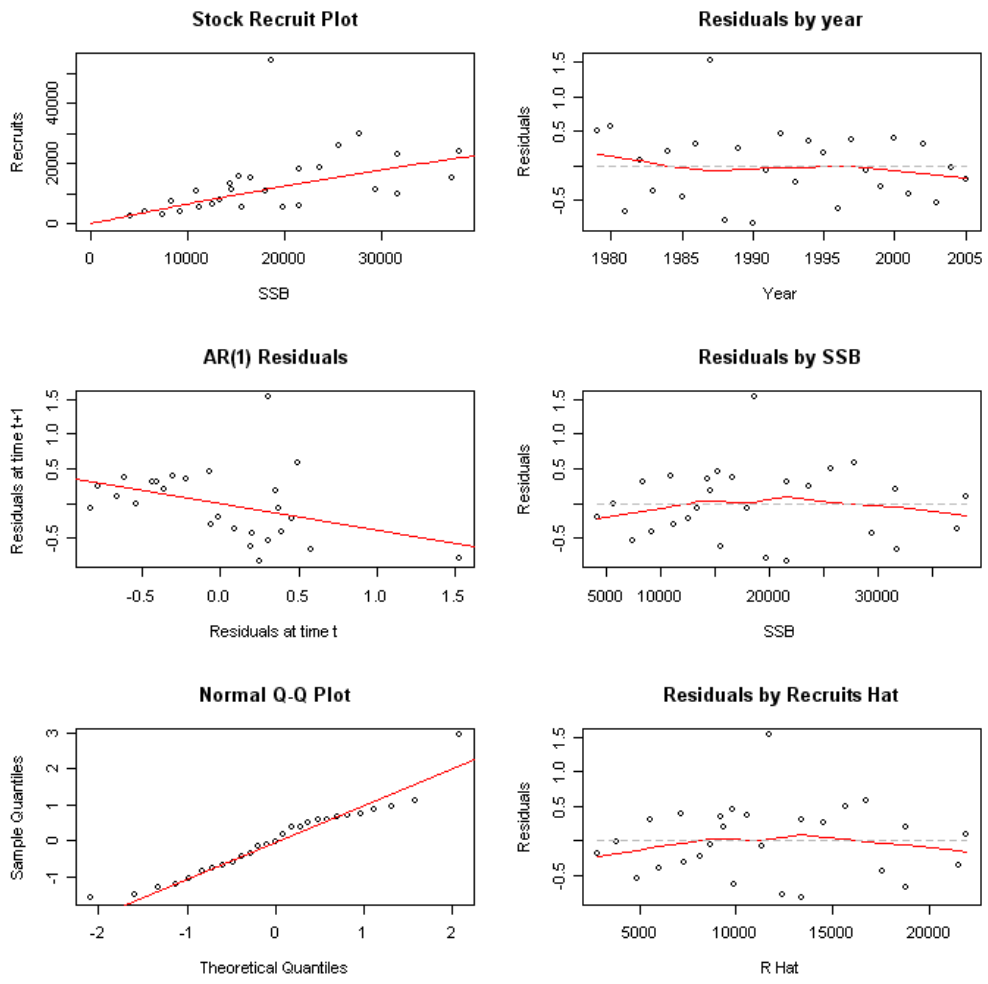 Stock Recruit Plot
Recruits
0
20000
40000
0
10000
20000
30000
SSB
Residuals by year
Residuals
-0.5
0.5
1.0
1.5
1980
1985
1990
1995
2000
2005
Year
AR(1) Residuals
Residuals at time t+1
-0.5
0.5
1.0
1.5
-0.5
0.0
0.5
1.0
1.5
Residuals at time t
Residuals by SSB
Residuals
-0.5
0.5
1.0
1.5
5000
10000
20000
30000
SSB
Normal Q-Q Plot
Sample Quantiles
-1
0
1
2
3
-2
-1
0
1
2
Theoretical Quantiles
Residuals by Recruits Hat
Residuals
-0.5
0.5
1.0
1.5
5000
10000
15000
20000
R Hat